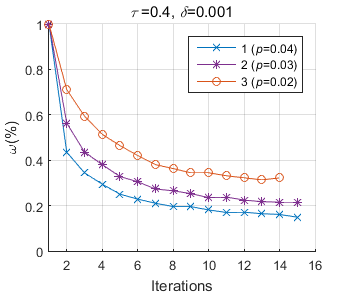 τ=0.4, δ=0.001
1 (p=0.04)
2 (p=0.03)
3 (p=0.02)
1
0.8
0.6
0.4
0.2
0
ω(%)
2 4 6 8 10 12 14 16
Iterations